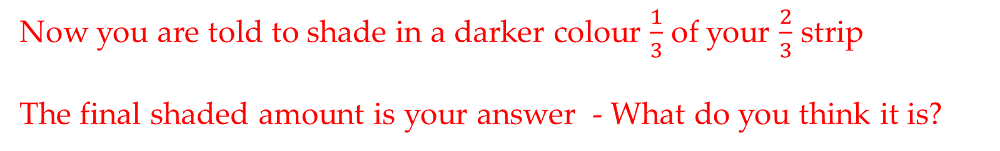 Now you are told to shade in a darker colour 1/3 of your 2/3 strip
The final shaded amount is your answer - What do you think it is?